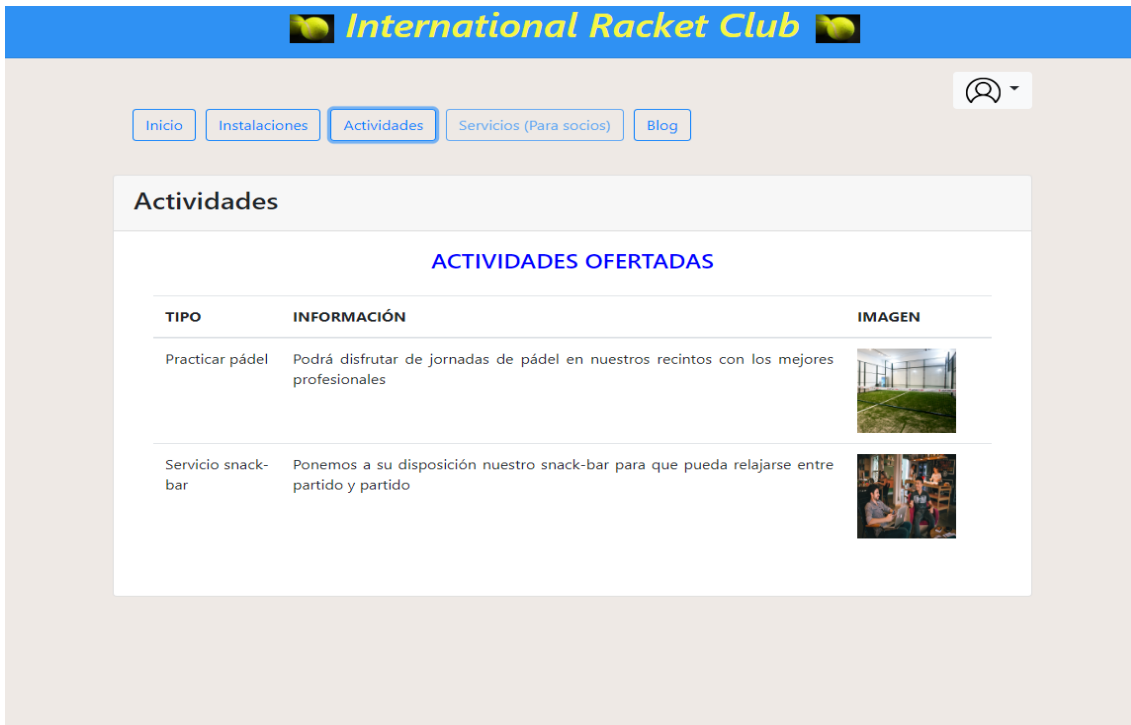 International Racket Club
Inicio Instalaciones Actividades Servicios (Para socios) Blog
Actividades
ACTIVIDADES OFERTADAS
TIPO INFORMACIÓN IMAGEN
Practicar pádel Podrá disfrutar de jornadas de pádel en nuestros recintos con los mejores
profesionales
Servicio snack- Ponemos a su disposición nuestro snack-bar para que pueda relajarse entre
bar partido y partido